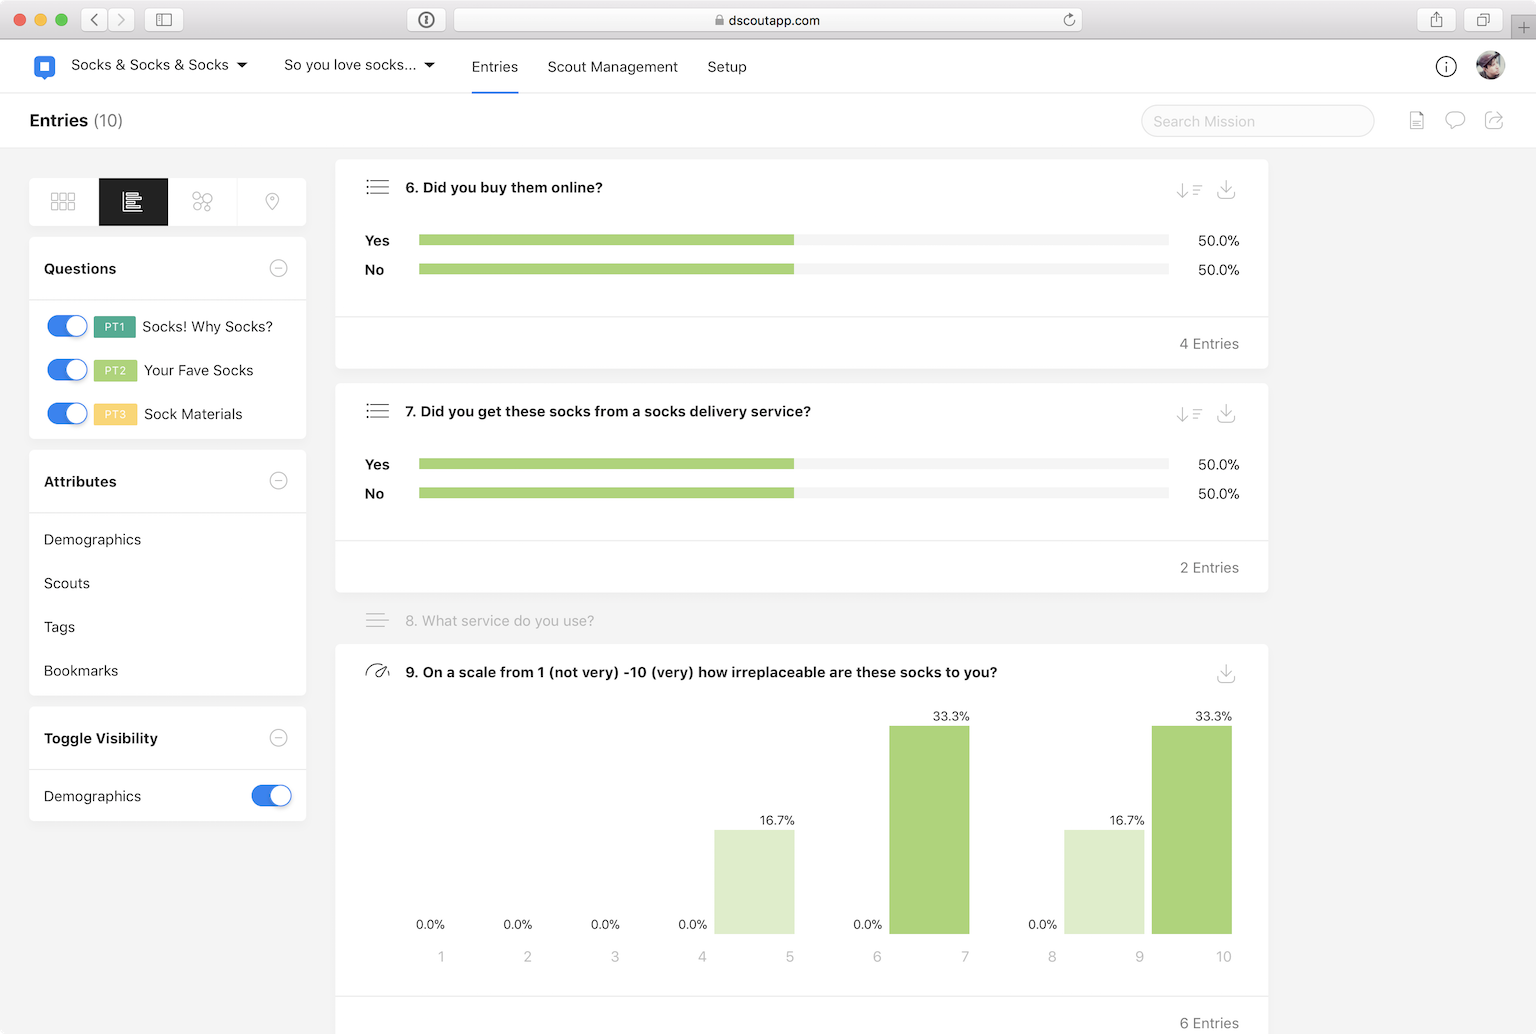 dscoutapp.com
Socks & Socks & Socks
So you love socks...
Entries
Scout Management
Setup
Entries (10)
Search Mission
Questions
PT1 Socks! Why Socks?
PT2 Your Fave Socks
PT3 Sock Materials
Attributes
Demographics
Scouts
Tags
Bookmarks
Toggle Visibility
Demographics
6. Did you buy them online?
Yes 50.0%
No 50.0%
4 Entries
7. Did you get these socks from a socks delivery service?
Yes 50.0%
No 50.0%
2 Entries
8. What service do you use?
9. On a scale from 1 (not very) -10 (very) how irreplaceable are these socks to you?
33.3% 33.3%
16.7% 16.7%
0.0% 0.0% 0.0% 0.0% 0.0% 0.0%
1 2 3 4 5 6 7 8 9 10
6 Entries